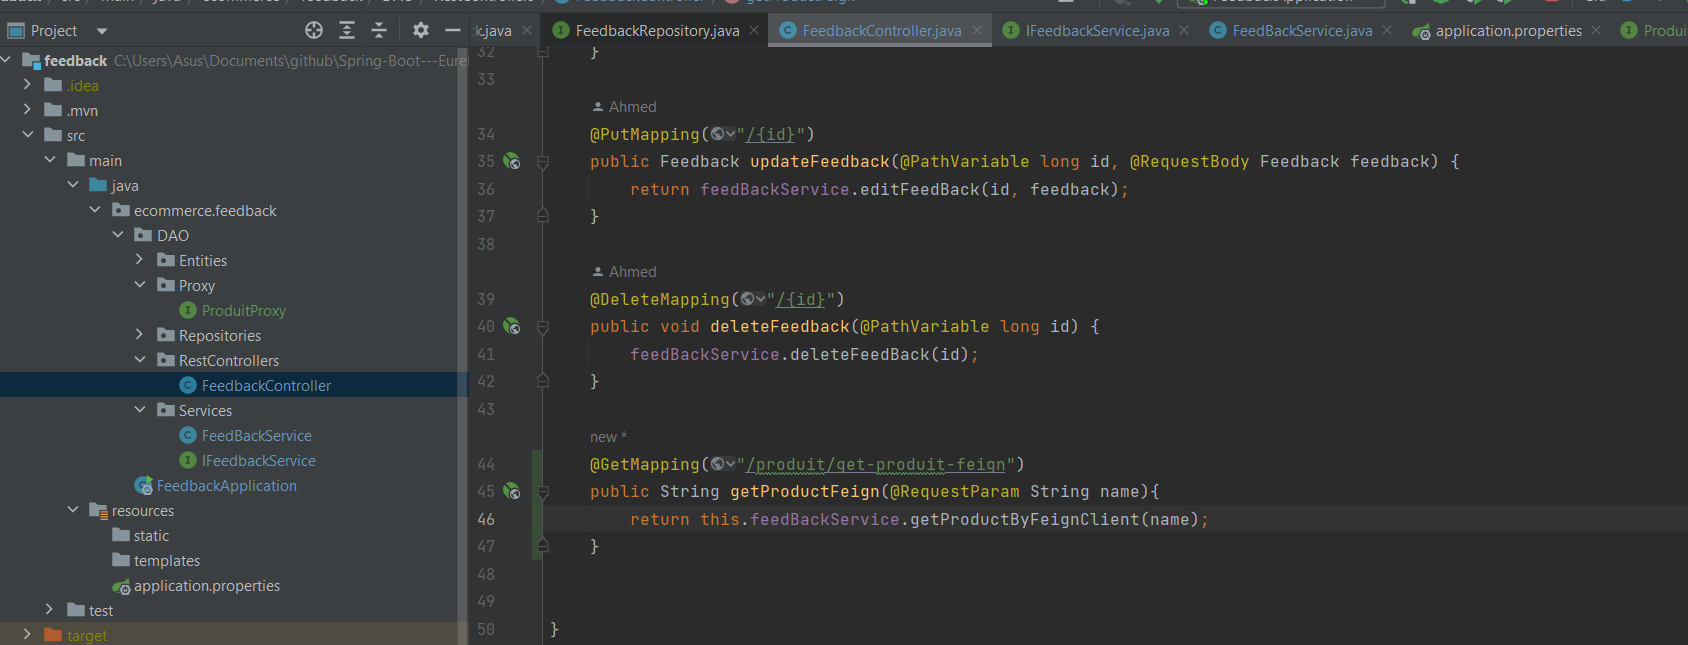 Project
k.java
FeedbackRepository.java
FeedbackController.java
IFeedbackService.java
FeedBackService.java
application.properties
Produi
feedback C:\Users\Asus\Documents\github\Spring-Boot---Eure
.idea
.mvn
src
main
java
ecommerce.feedback
DAO
Entities
Proxy
ProduitProxy
Repositories
RestControllers
FeedbackController
Services
FeedBackService
IFeedbackService
FeedbackApplication
resources
static
templates
application.properties
test
target
32 }
33
Ahmed
34 @PutMapping("/{id}")
35 public Feedback updateFeedback(@PathVariable long id, @RequestBody Feedback feedback) {
36 return feedBackService.editFeedBack(id, feedback);
37 }
38
Ahmed
39 @DeleteMapping("/{id}")
40 public void deleteFeedback(@PathVariable long id) {
41 feedBackService.deleteFeedBack(id);
42 }
43
new *
44 @GetMapping("/produit/get-produit-feign")
45 public String getProductFeign(@RequestParam String name){
46 return this.feedBackService.getProductByFeignClient(name);
47 }
48
49
50 }